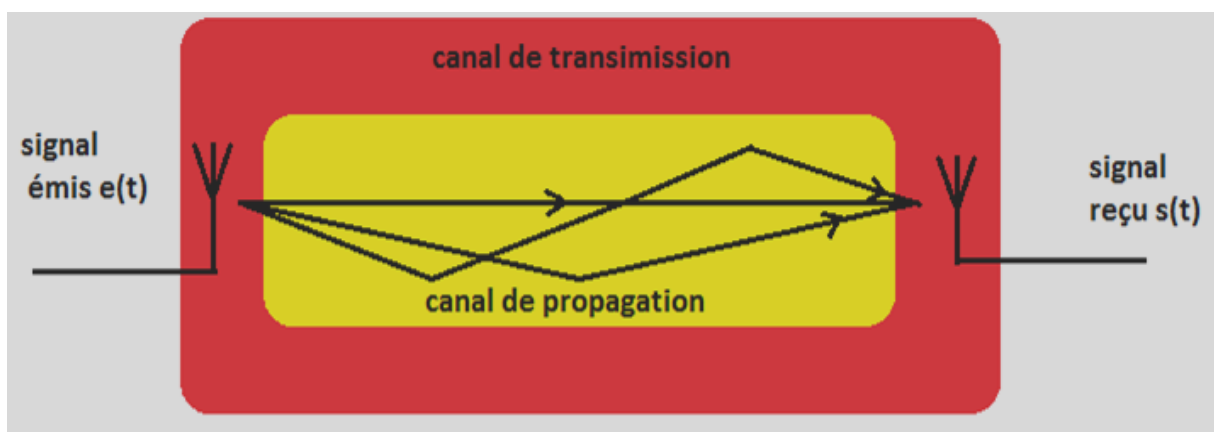 canal de transimission
signal
émis e(t)
signal
reçu s(t)
canal de propagation